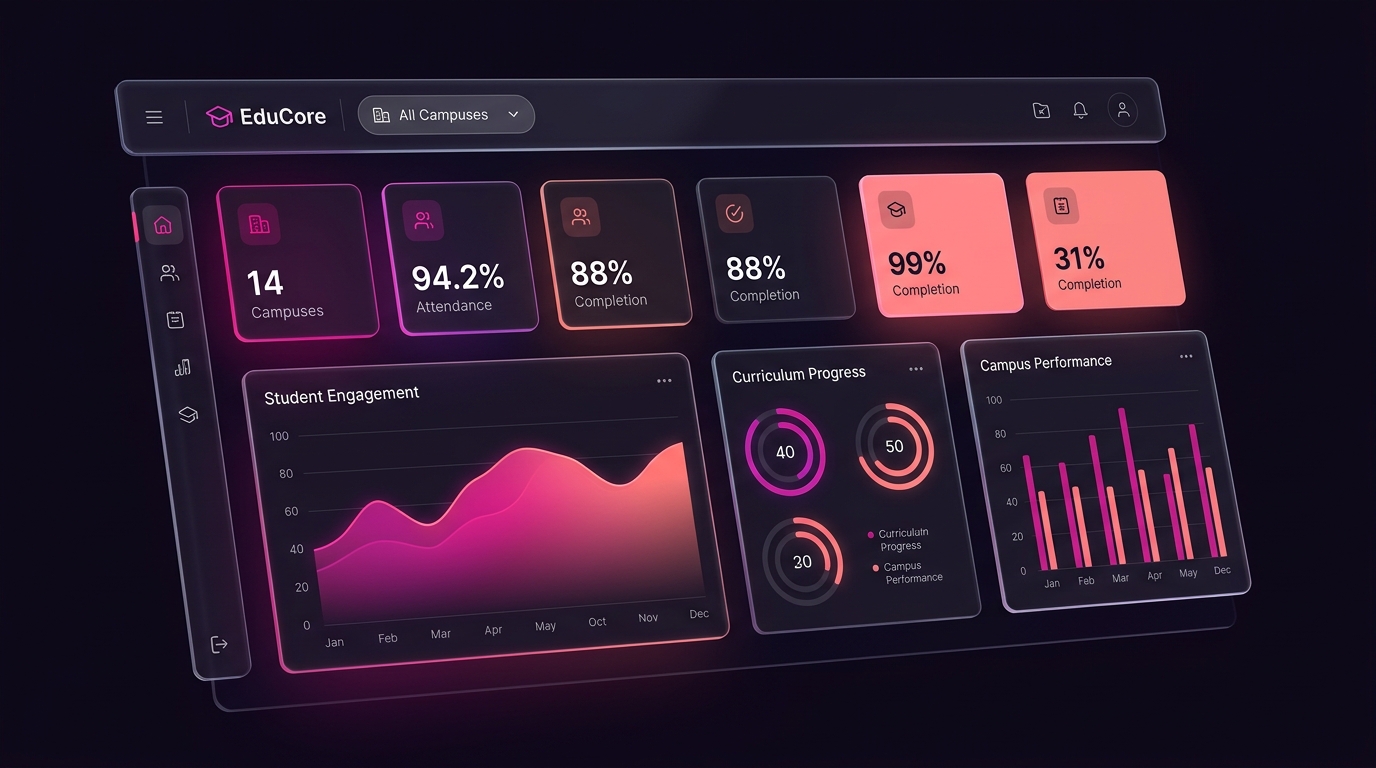 EduCore
All Campuses
14
Campuses
94.2%
Attendance
88%
Completion
88%
Completion
99%
Completion
31%
Completion
Student Engagement
100
80
60
40
20
0
Jan Feb Mar Apr May Oct Nov Dec
Curriculum Progress
40
50
30
Curriculum
Progress
Campus
Performance
Campus Performance
100
80
60
40
20
0
Jan Feb Mar Apr May Dec